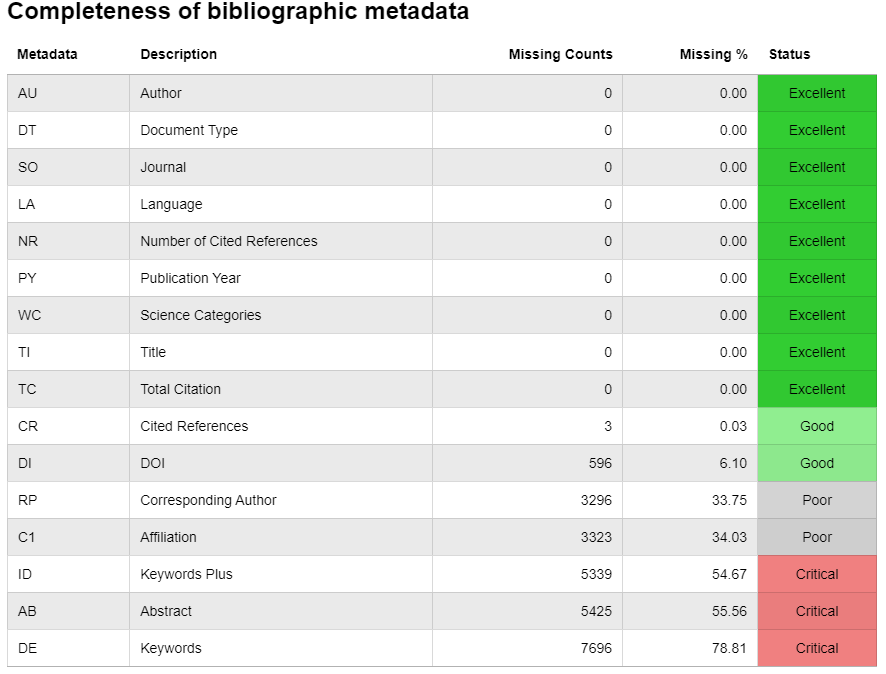 Completeness of bibliographic metadata
Metadata Description Missing Counts Missing % Status
AU Author 0 0.00 Excellent
DT Document Type 0 0.00 Excellent
SO Journal 0 0.00 Excellent
LA Language 0 0.00 Excellent
NR Number of Cited References 0 0.00 Excellent
PY Publication Year 0 0.00 Excellent
WC Science Categories 0 0.00 Excellent
TI Title 0 0.00 Excellent
TC Total Citation 0 0.00 Excellent
CR Cited References 3 0.03 Good
DI DOI 596 6.10 Good
RP Corresponding Author 3296 33.75 Poor
C1 Affiliation 3323 34.03 Poor
ID Keywords Plus 5339 54.67 Critical
AB Abstract 5425 55.56 Critical
DE Keywords 7696 78.81 Critical